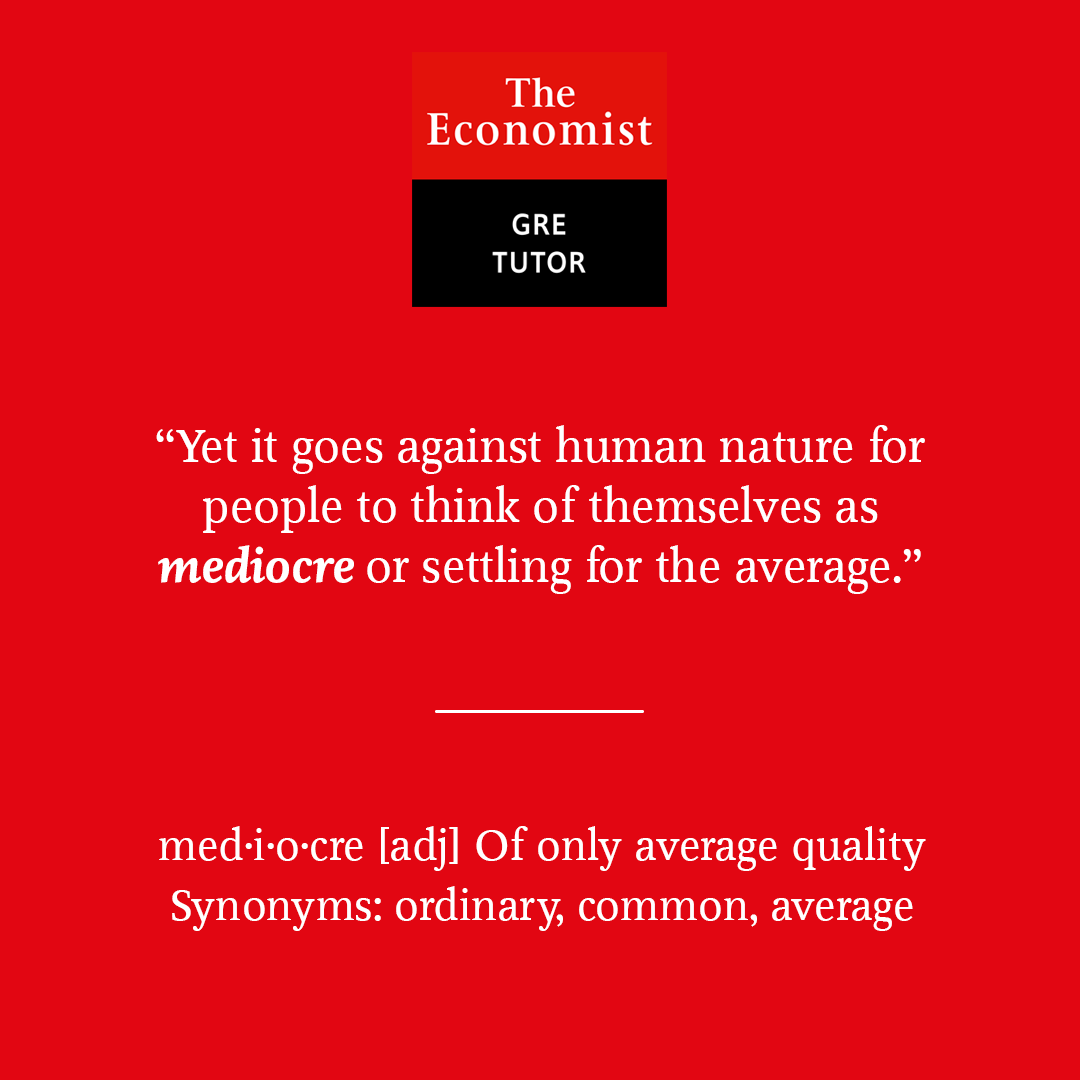 The
Economist
GRE
TUTOR
“Yet it goes against human nature for
people to think of themselves as
mediocre or settling for the average.”
med·i·o·cre [adj] Of only average quality
Synonyms: ordinary, common, average